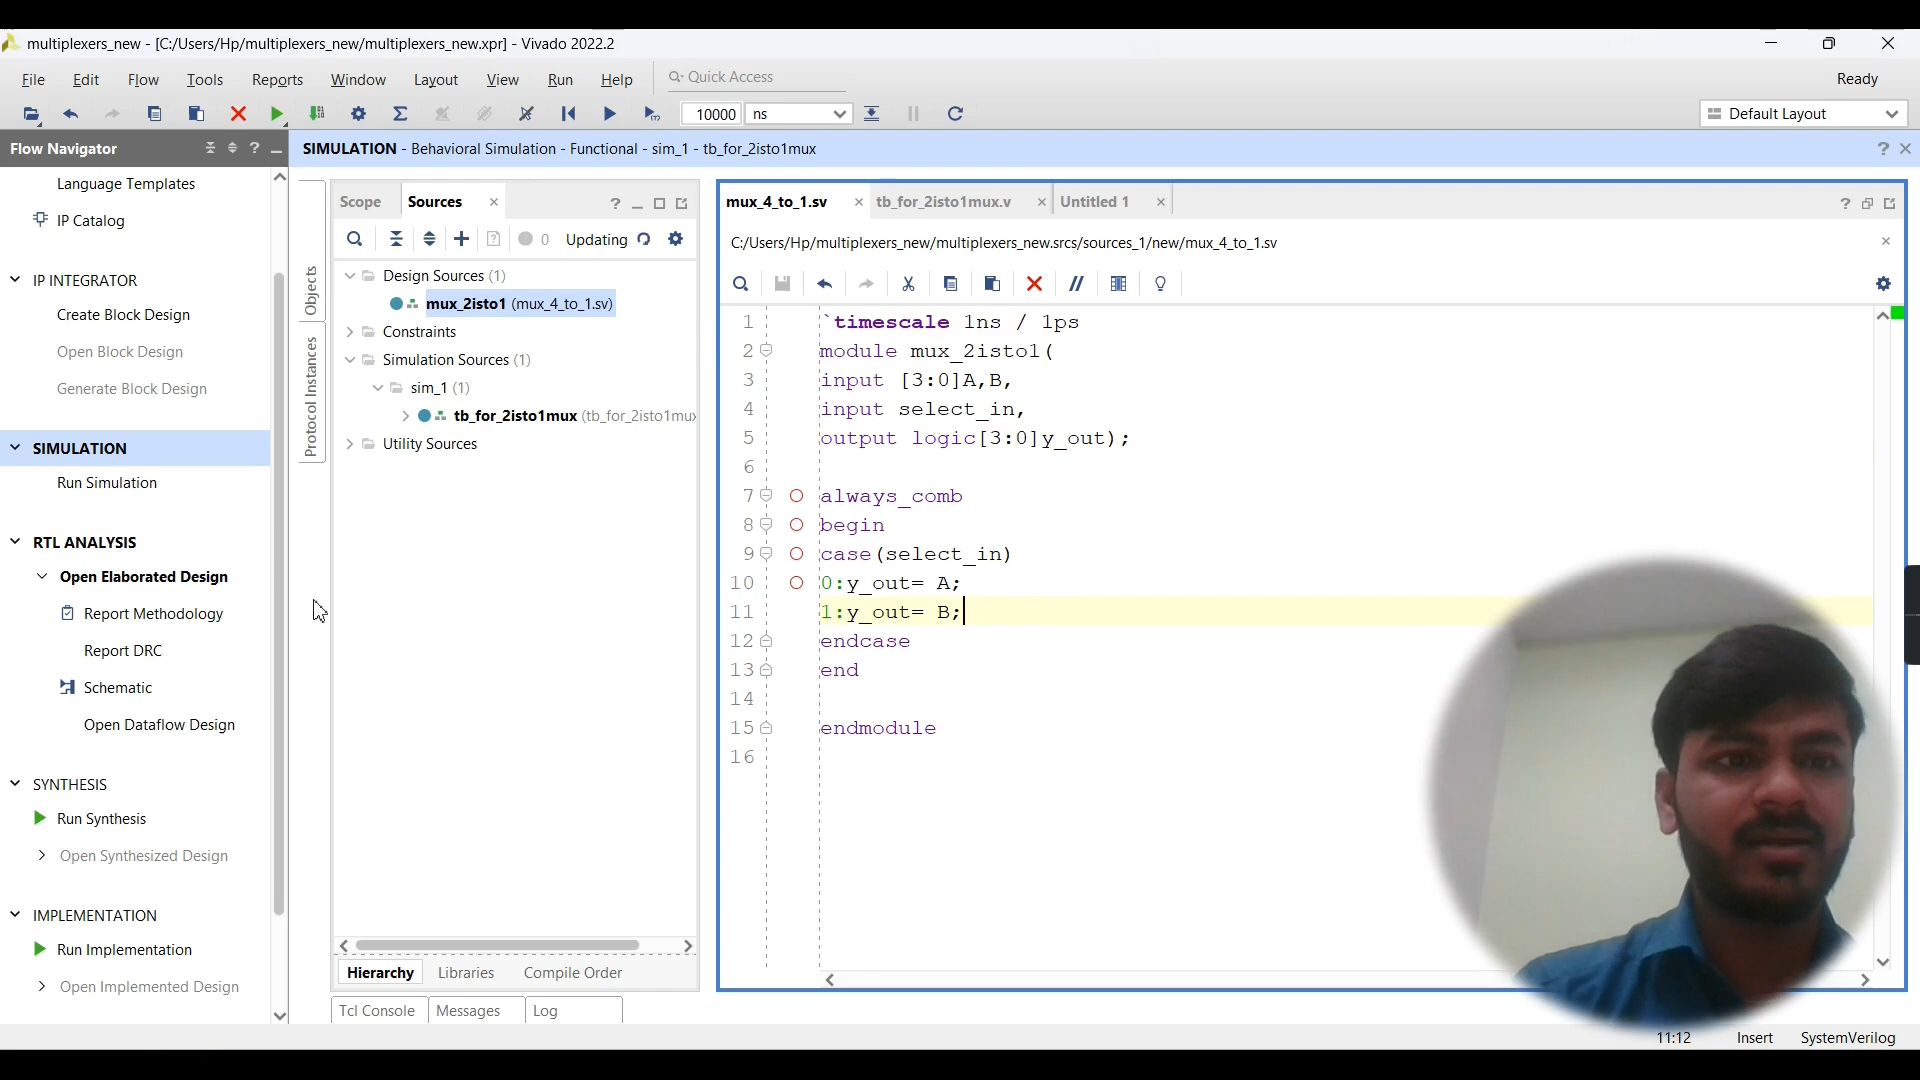 multiplexers_new - [C:/Users/Hp/multiplexers_new/multiplexers_new.xpr] - Vivado 2022.2
File Edit Flow Tools Reports Window Layout View Run Help Quick Access
Ready
10000 ns
Default Layout
Flow Navigator
SIMULATION - Behavioral Simulation - Functional - sim_1 - tb_for_2isto1mux
Language Templates
IP Catalog
IP INTEGRATOR
Create Block Design
Open Block Design
Generate Block Design
SIMULATION
Run Simulation
RTL ANALYSIS
Open Elaborated Design
Report Methodology
Report DRC
Schematic
Open Dataflow Design
SYNTHESIS
Run Synthesis
Open Synthesized Design
IMPLEMENTATION
Run Implementation
Open Implemented Design
Objects
Protocol Instances
Scope Sources
0 Updating
Design Sources (1)
mux_2isto1 (mux_4_to_1.sv)
Constraints
Simulation Sources (1)
sim_1 (1)
tb_for_2isto1mux (tb_for_2isto1mux
Utility Sources
Hierarchy Libraries Compile Order
Tcl Console Messages Log
mux_4_to_1.sv tb_for_2isto1mux.v Untitled 1
C:/Users/Hp/multiplexers_new/multiplexers_new.srcs/sources_1/new/mux_4_to_1.sv
1 `timescale 1ns / 1ps
2 module mux_2isto1(
3 input [3:0]A,B,
4 input select_in,
5 output logic[3:0]y_out);
6
7 always_comb
8 begin
9 case(select_in)
10 0:y_out= A;
11 1:y_out= B;
12 endcase
13 end
14
15 endmodule
16
11:12 Insert SystemVerilog